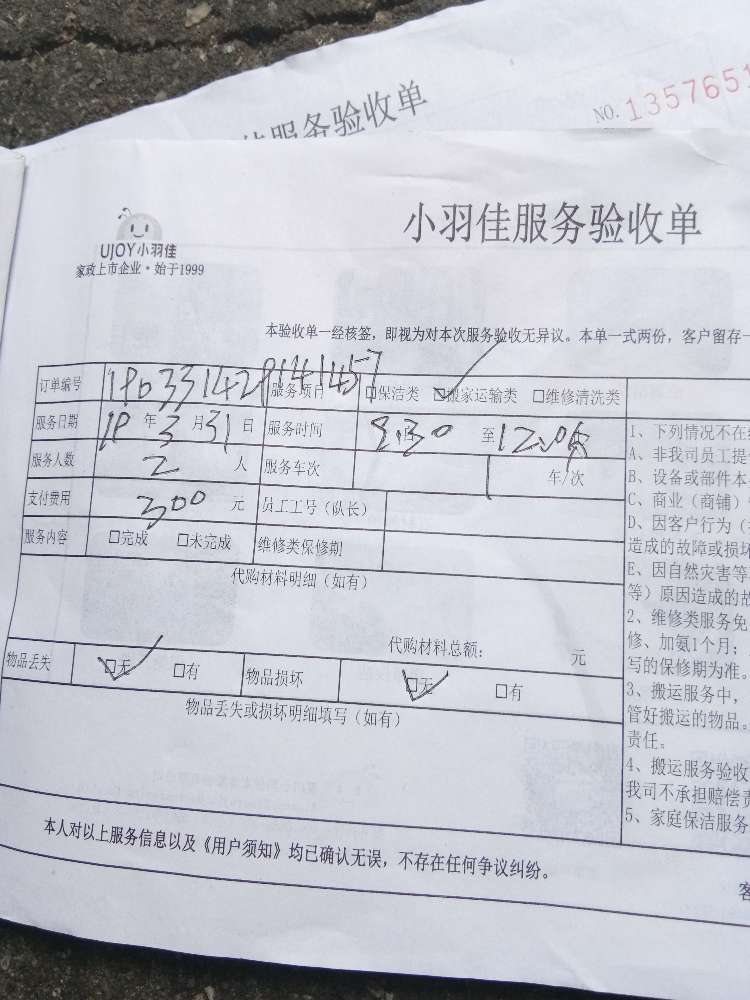 服务验收单
NO. 1357651
UJOY小羽佳
家政上市企业·始于1999
小羽佳服务验收单
本验收单一经核签，即视为对本次服务验收无异议。本单一式两份，客户留存一
订单编号 180331429141457 服务项目 □保洁类 ☑搬家运输类 □维修清洗类
服务日期 18 年 3 月 31 日 服务时间 8:30 至 12:06
服务人数 2 人 服务车次 年/次
支付费用 300 元 员工工号（队长）
服务内容 □完成 □未完成 维修类保修期
代购材料明细（如有）
代购材料总额： 元
物品丢失 ☑无 □有 物品损坏 ☑无 □有
物品丢失或损坏明细填写（如有）
1、下列情况不在
A、非我司员工提
B、设备或部件本
C、商业（商铺）
D、因客户行为（
造成的故障或损坏
E、因自然灾害等
等）原因造成的故
2、维修类服务免
修、加氨1个月；
写的保修期为准。
3、搬运服务中，
管好搬运的物品。
责任。
4、搬运服务验收
我司不承担赔偿责
5、家庭保洁服务
本人对以上服务信息以及《用户须知》均已确认无误，不存在任何争议纠纷。
客